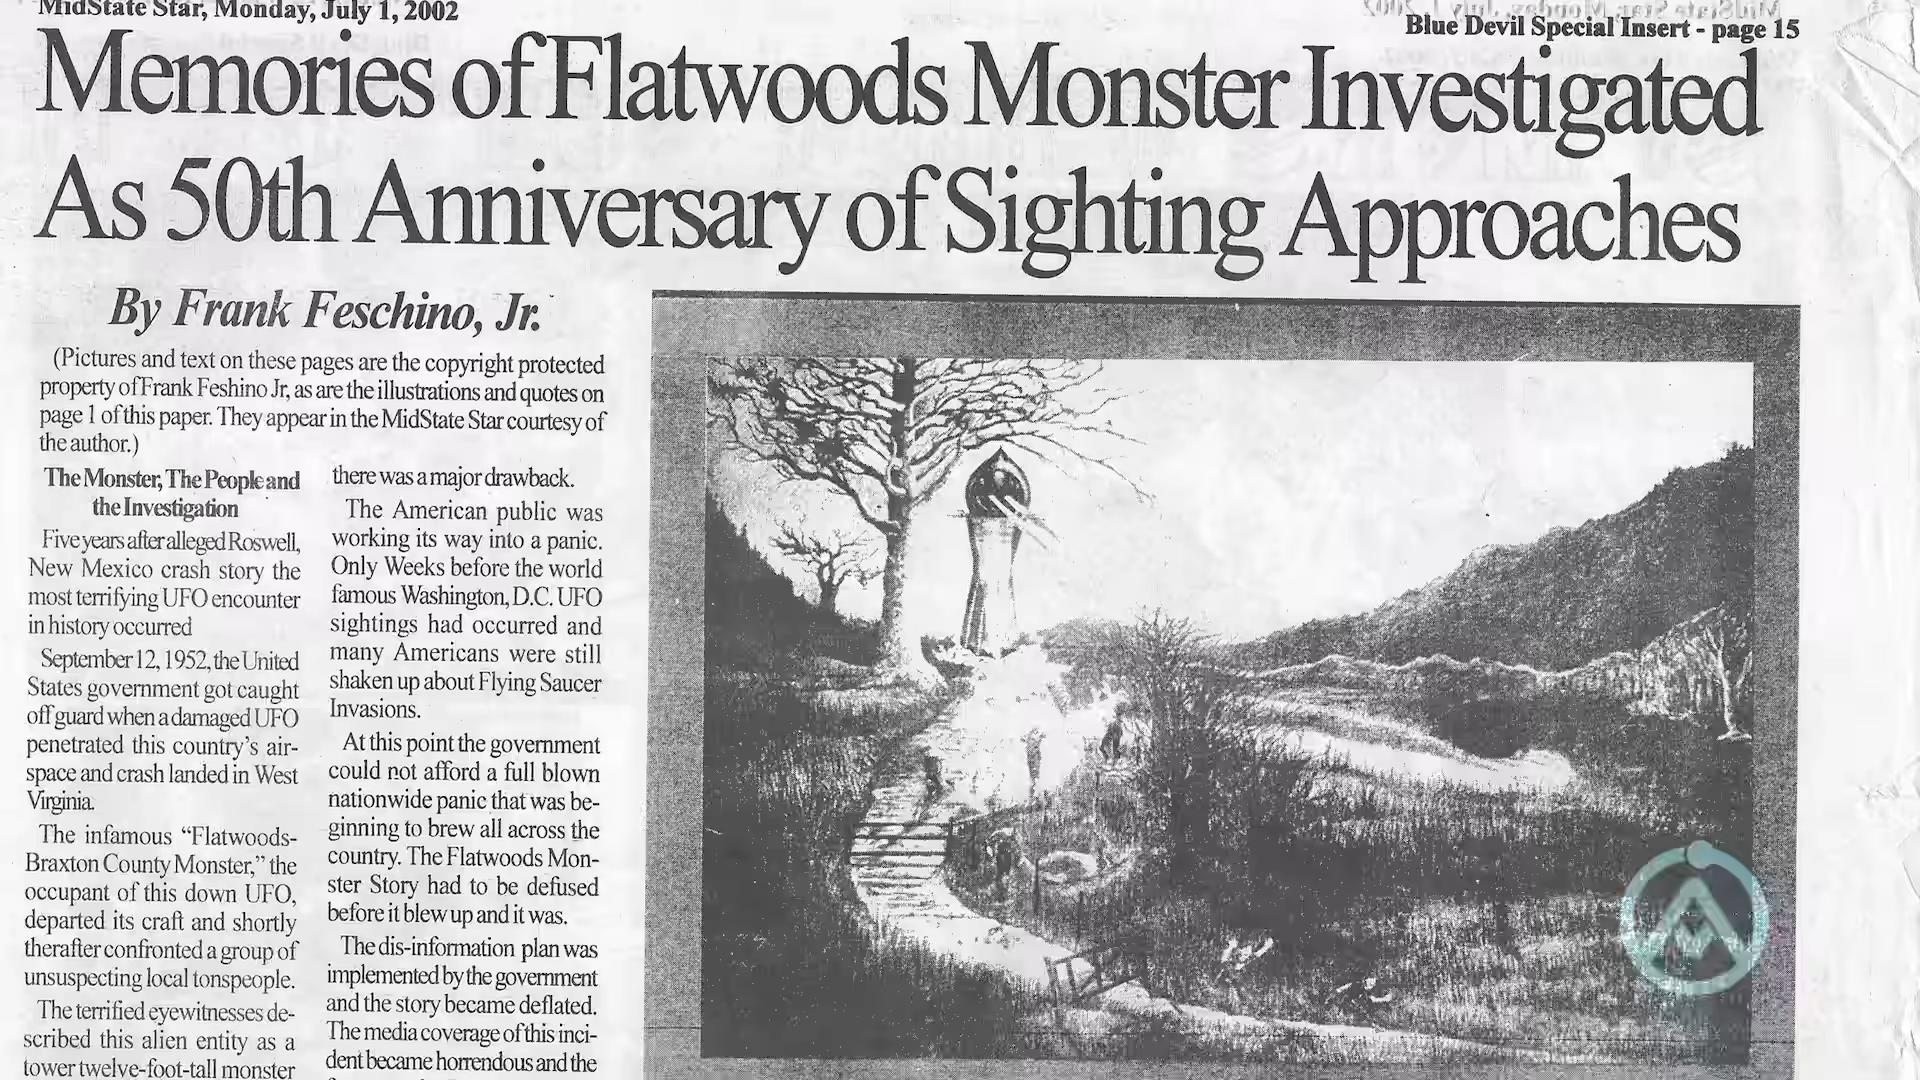 MidState Star, Monday, July 1, 2002
Blue Devil Special Insert - page 15
Memories of Flatwoods Monster Investigated
As 50th Anniversary of Sighting Approaches
By Frank Feschino, Jr.
(Pictures and text on these pages are the copyright protected
property of Frank Feshino Jr, as are the illustrations and quotes on
page 1 of this paper. They appear in the MidState Star courtesy of
the author.)
The Monster, The People and
the Investigation
Five years after alleged Roswell,
New Mexico crash story the
most terrifying UFO encounter
in history occurred
September 12, 1952, the United
States government got caught
off guard when a damaged UFO
penetrated this country's air-
space and crash landed in West
Virginia.
The infamous "Flatwoods-
Braxton County Monster," the
occupant of this down UFO,
departed its craft and shortly
therafter confronted a group of
unsuspecting local tonspeople.
The terrified eyewitnesses de-
scribed this alien entity as a
tower twelve-foot-tall monster
there was a major drawback.
The American public was
working its way into a panic.
Only Weeks before the world
famous Washington, D.C. UFO
sightings had occurred and
many Americans were still
shaken up about Flying Saucer
Invasions.
At this point the government
could not afford a full blown
nationwide panic that was be-
ginning to brew all across the
country. The Flatwoods Mon-
ster Story had to be defused
before it blew up and it was.
The dis-information plan was
implemented by the government
and the story became deflated.
The media coverage of this inci-
dent became horrendous and the